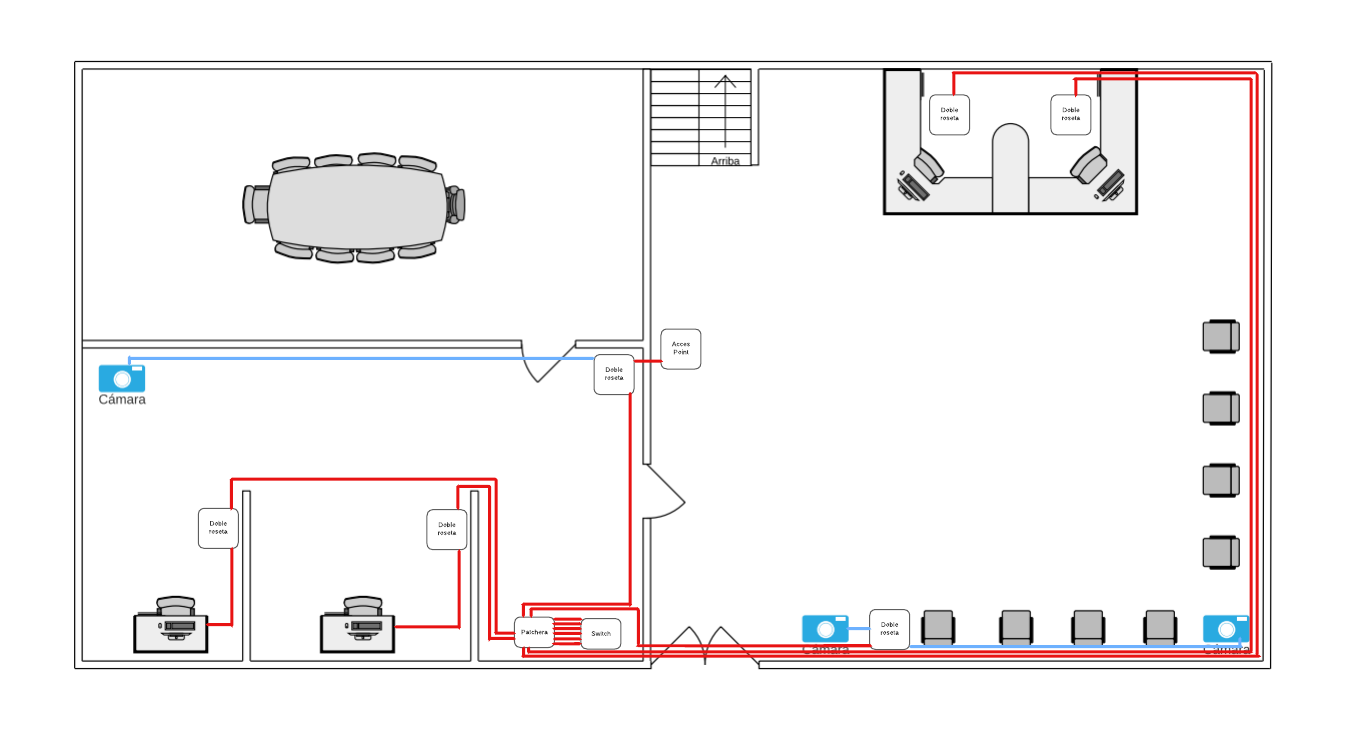 Doble
roseta
Doble
roseta
Arriba
Acces
Point
Doble
roseta
Cámara
Doble
roseta
Doble
roseta
Patchera
Switch
Doble
roseta
Cámara
Cámara